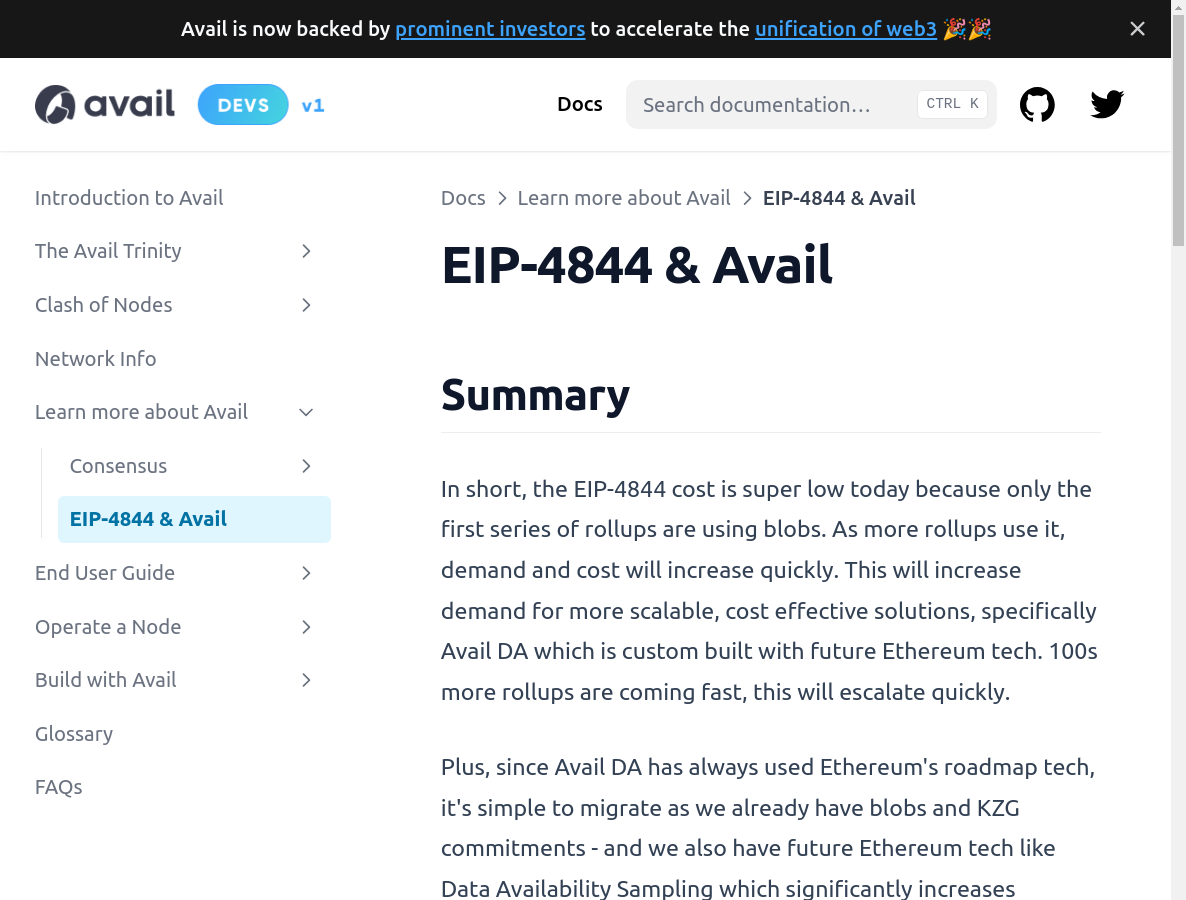 Avail is now backed by prominent investors to accelerate the unification of web3 🎉🎉
avail DEVS v1
Docs
Search documentation…
CTRL K
Introduction to Avail
The Avail Trinity
Clash of Nodes
Network Info
Learn more about Avail
Consensus
EIP-4844 & Avail
End User Guide
Operate a Node
Build with Avail
Glossary
FAQs
Docs > Learn more about Avail > EIP-4844 & Avail
EIP-4844 & Avail
Summary
In short, the EIP-4844 cost is super low today because only the
first series of rollups are using blobs. As more rollups use it,
demand and cost will increase quickly. This will increase
demand for more scalable, cost effective solutions, specifically
Avail DA which is custom built with future Ethereum tech. 100s
more rollups are coming fast, this will escalate quickly.
Plus, since Avail DA has always used Ethereum's roadmap tech,
it's simple to migrate as we already have blobs and KZG
commitments - and we also have future Ethereum tech like
Data Availability Sampling which significantly increases